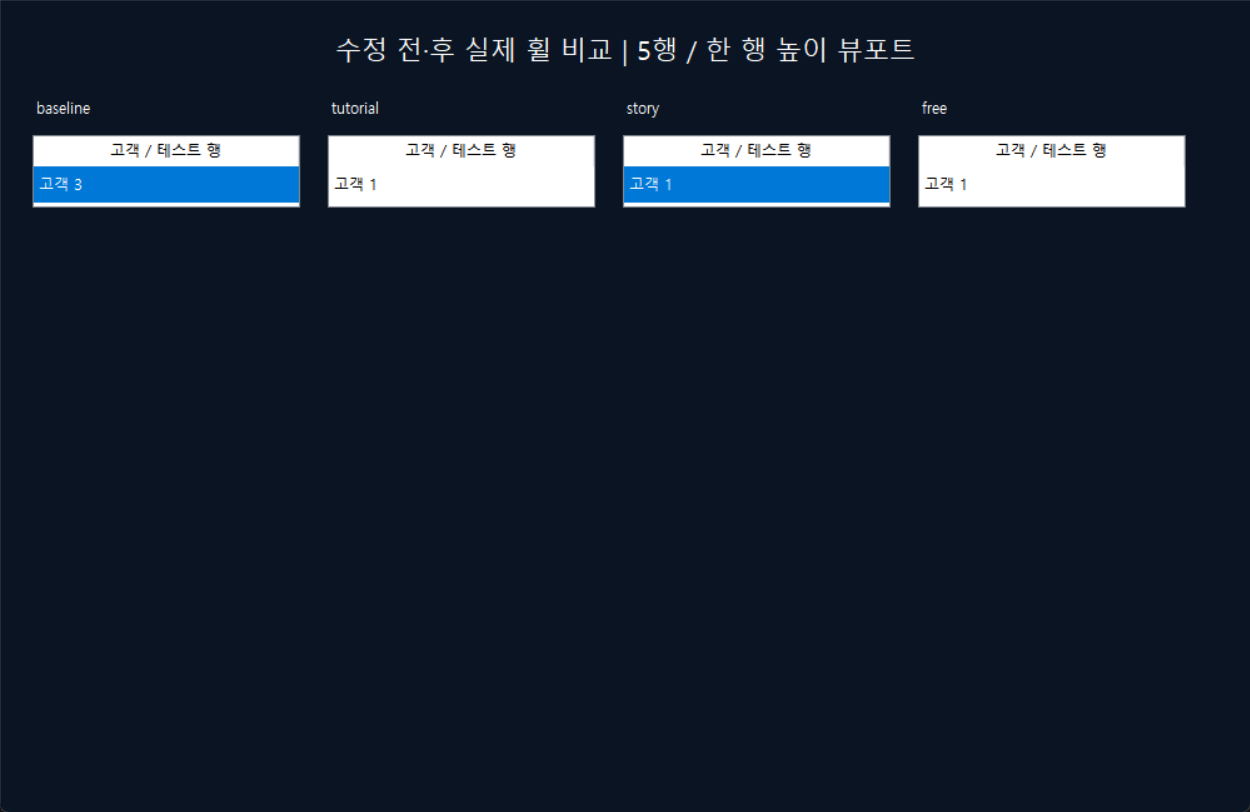 수정 전·후 실제 휠 비교 | 5행 / 한 행 높이 뷰포트
baseline tutorial story free
고객 / 테스트 행 고객 / 테스트 행 고객 / 테스트 행 고객 / 테스트 행
고객 3 고객 1 고객 1 고객 1